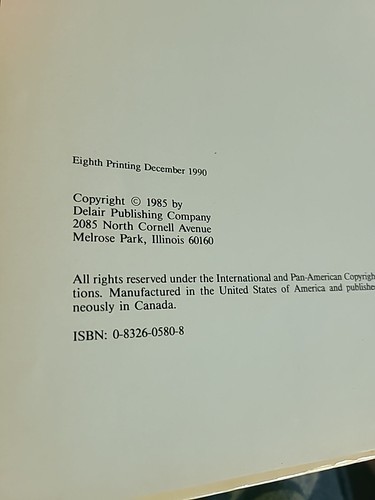 Eighth Printing December 1990
Copyright © 1985 by
Delair Publishing Company
2085 North Cornell Avenue
Melrose Park, Illinois 60160
All rights reserved under the International and Pan-American Copyrigh
tions. Manufactured in the United States of America and publishe
neously in Canada.
ISBN: 0-8326-0580-8